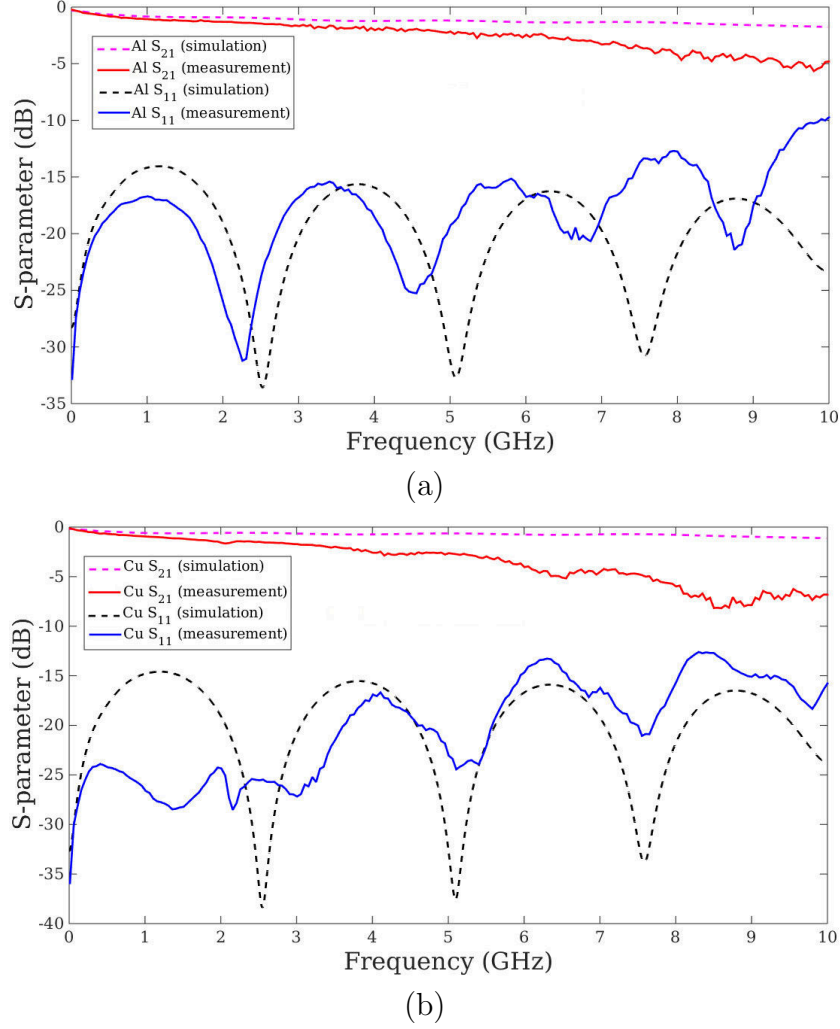 0
-5
-10
-15
-20
-25
-30
-35
S-parameter (dB)
Al S21 (simulation)
Al S21 (measurement)
Al S11 (simulation)
Al S11 (measurement)
0 1 2 3 4 5 6 7 8 9 10
Frequency (GHz)
(a)
0
-5
-10
-15
-20
-25
-30
-35
-40
S-parameter (dB)
Cu S21 (simulation)
Cu S21 (measurement)
Cu S11 (simulation)
Cu S11 (measurement)
0 1 2 3 4 5 6 7 8 9 10
Frequency (GHz)
(b)